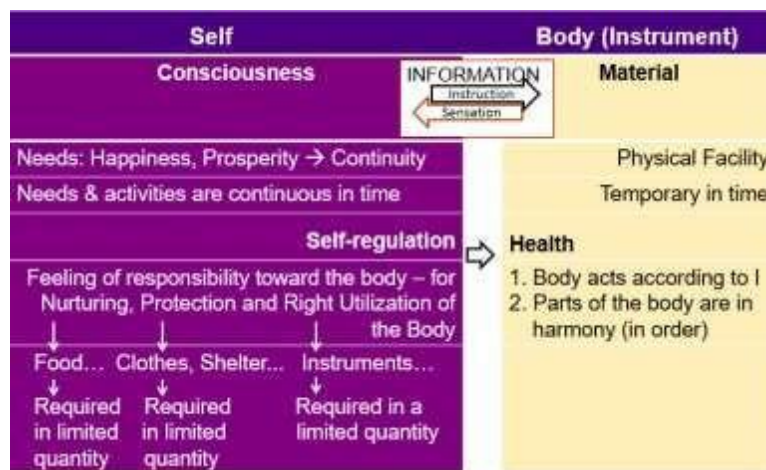 Self
Body (Instrument)
Consciousness
INFORMATION
Instruction
Sensation
Material
Needs: Happiness, Prosperity → Continuity
Physical Facility
Needs & activities are continuous in time
Temporary in time
Self-regulation
Health
Feeling of responsibility toward the body – for
Nurturing, Protection and Right Utilization of
the Body
1. Body acts according to I
2. Parts of the body are in
harmony (in order)
Food... Clothes, Shelter... Instruments...
Required
in limited
quantity
Required
in limited
quantity
Required in a
limited quantity